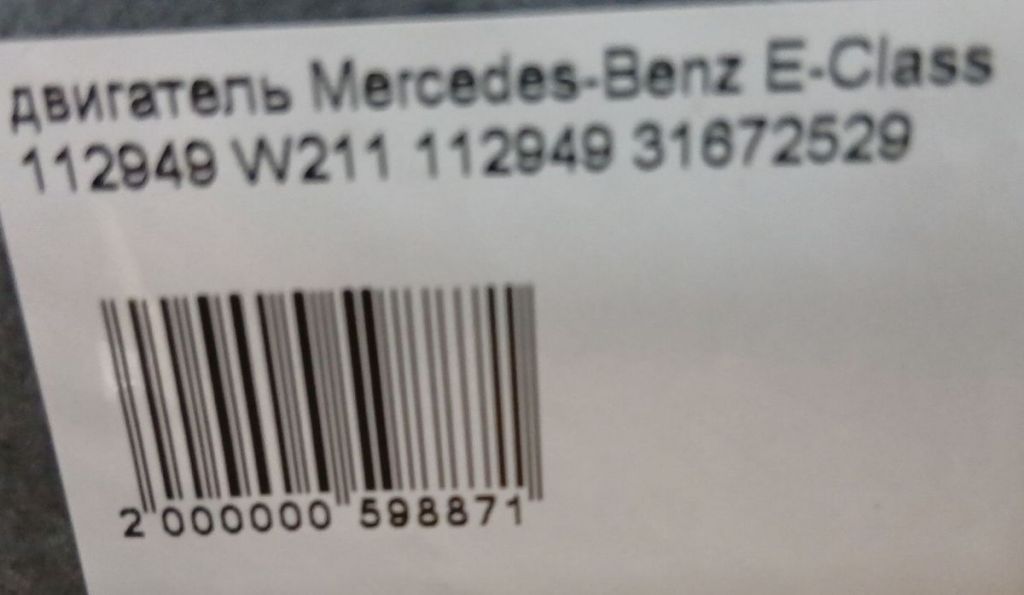 двигатель Mercedes-Benz E-Class
112949 W211 112949 31672529
2 000000 598871